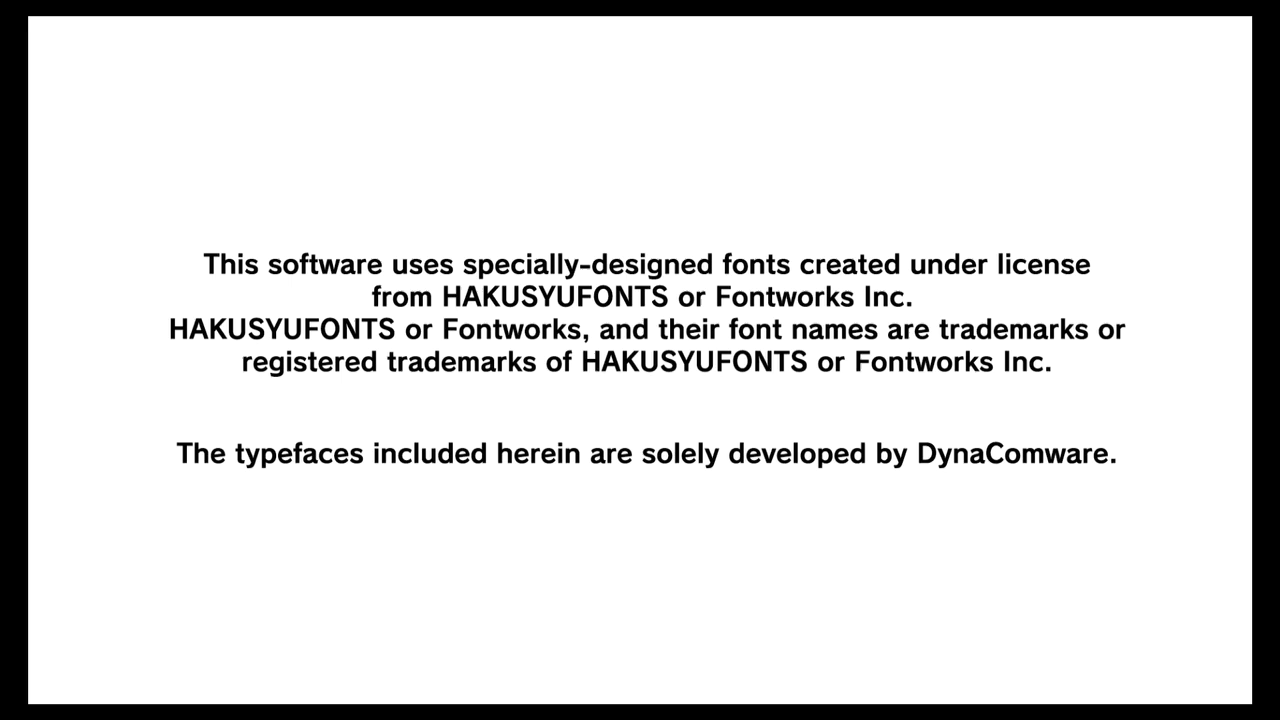 This software uses specially-designed fonts created under license
from HAKUSYUFONTS or Fontworks Inc.
HAKUSYUFONTS or Fontworks, and their font names are trademarks or
registered trademarks of HAKUSYUFONTS or Fontworks Inc.
The typefaces included herein are solely developed by DynaComware.